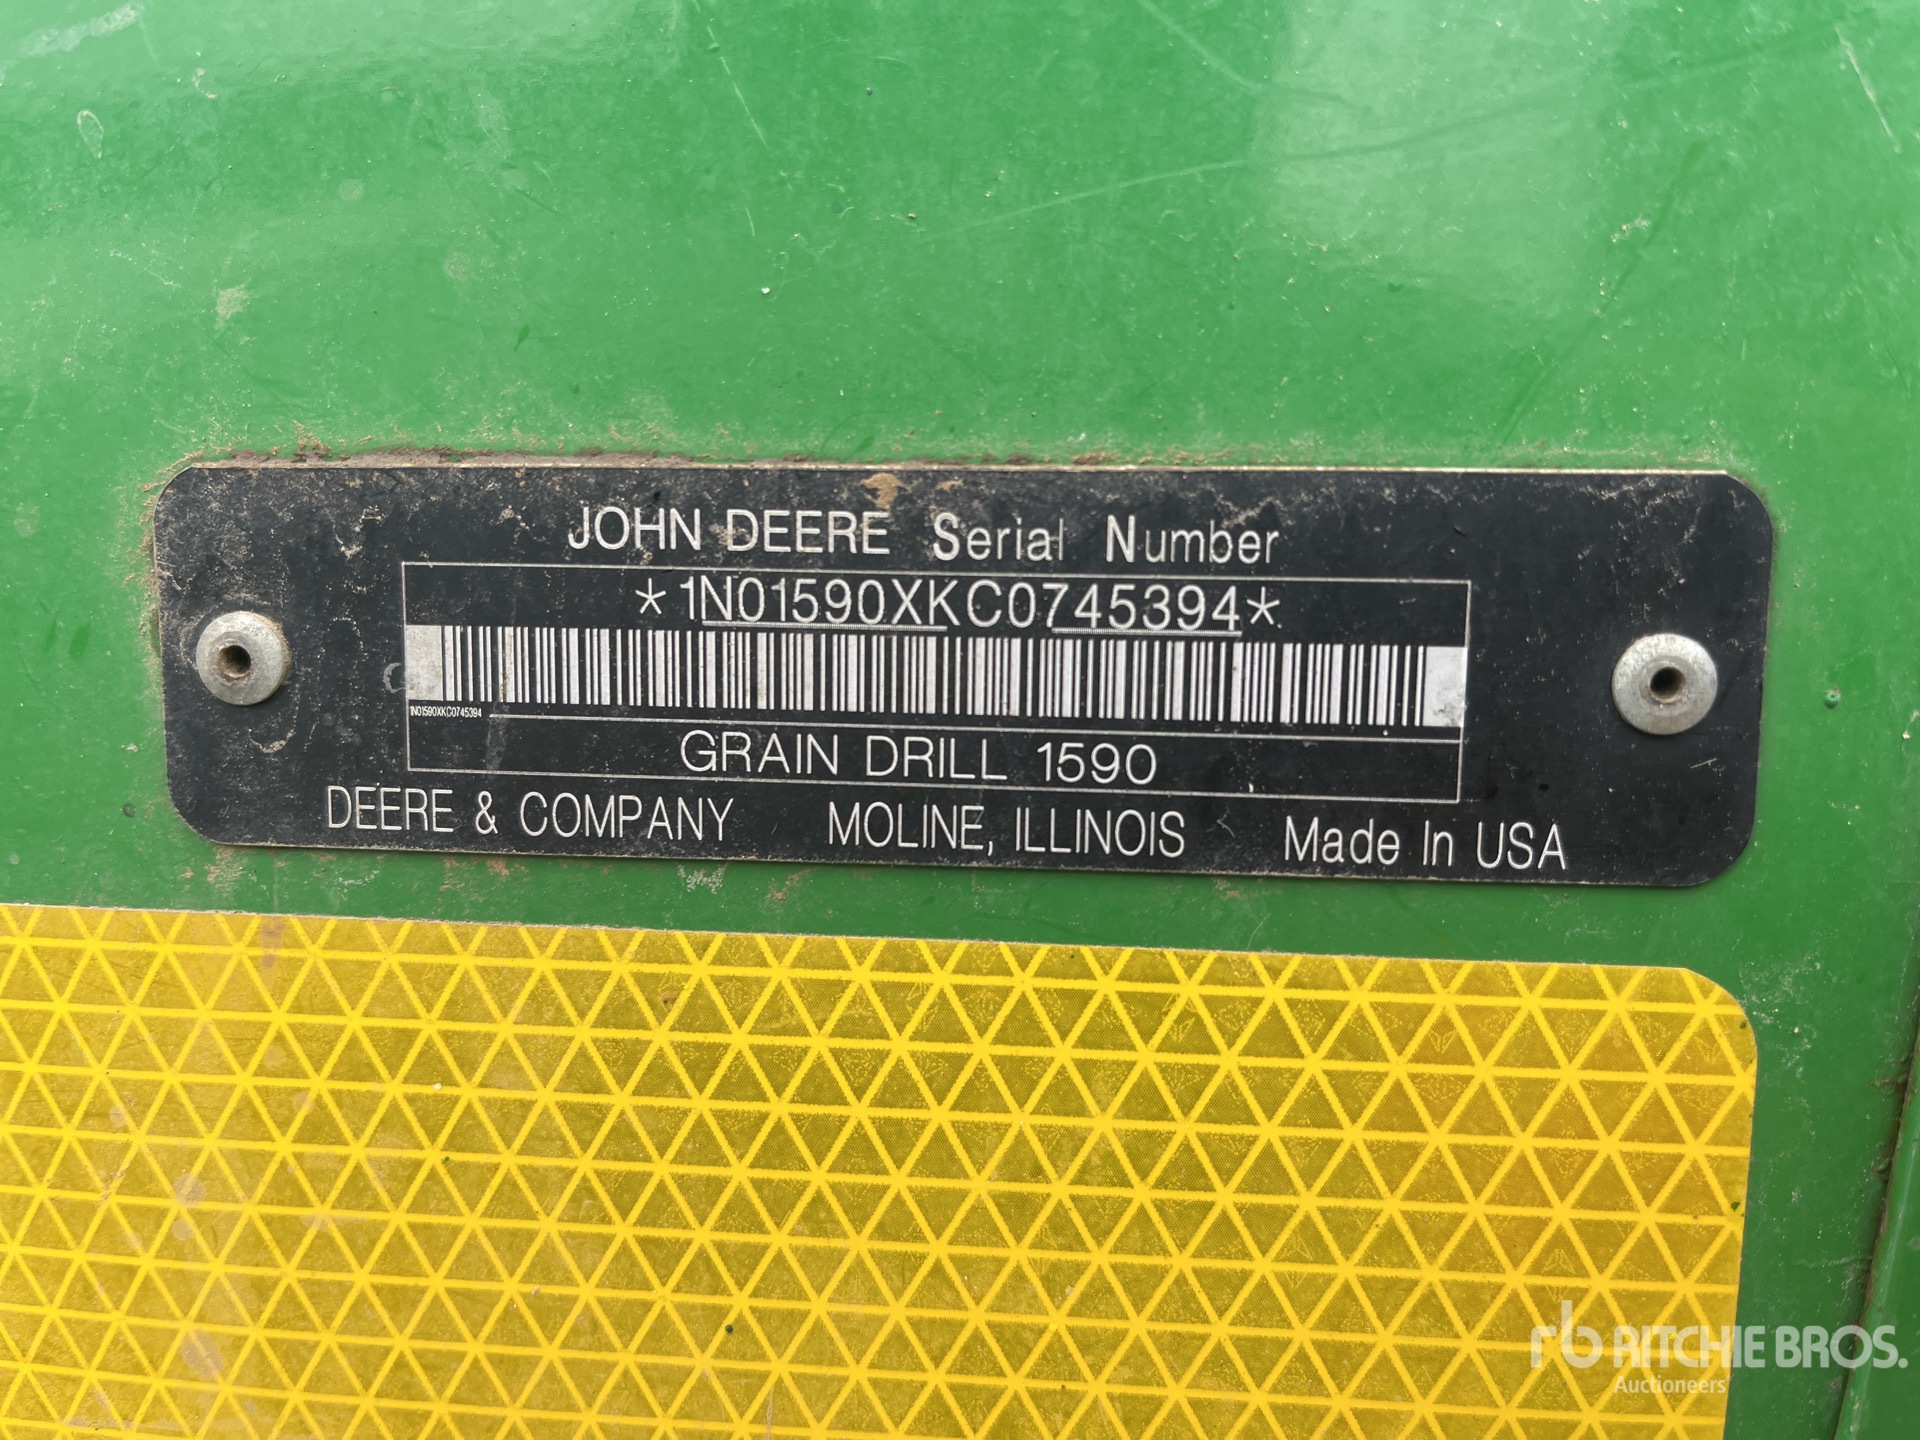 JOHN DEERE Serial Number
*1N01590XKC0745394*
1N01590XKC0745394
GRAIN DRILL 1590
DEERE & COMPANY MOLINE, ILLINOIS Made In USA
rb RITCHIE BROS.
Auctioneers